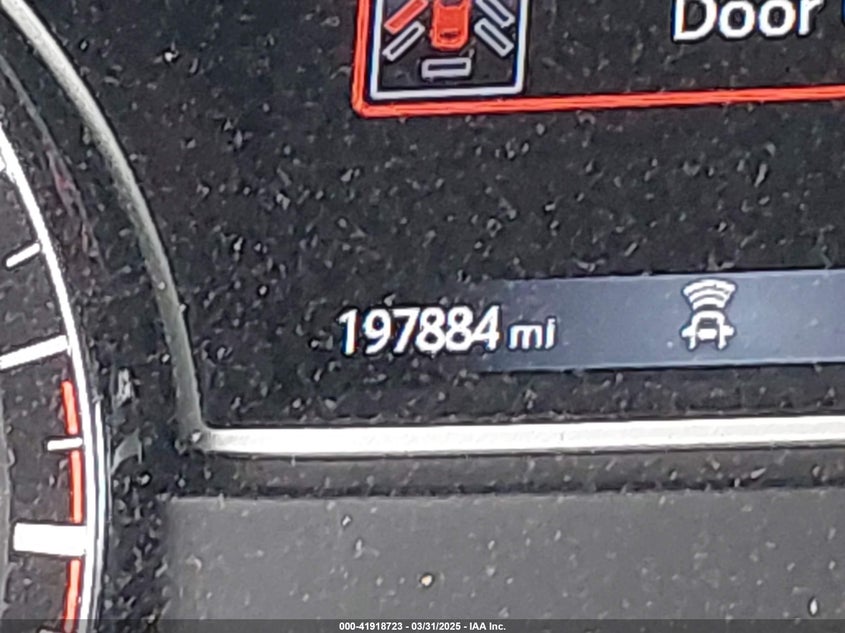 Door
197884 mi
000-41918723 - 03/31/2025 - IAA Inc.